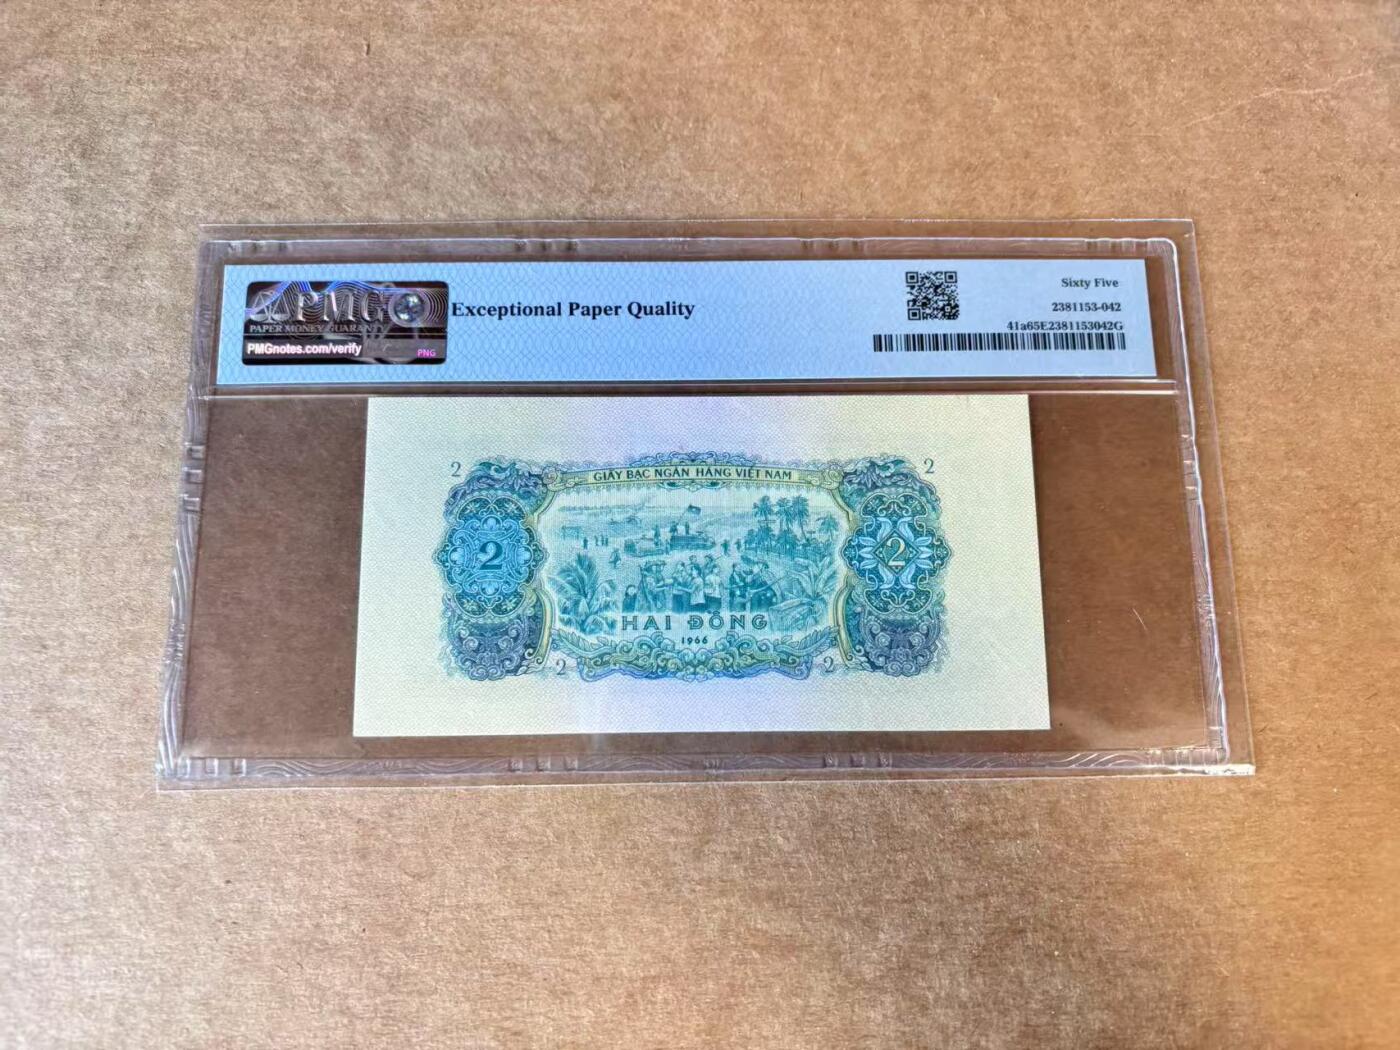 PMG
PAPER MONEY GUARANTY
PMGnotes.com/verify
PNG
Exceptional Paper Quality
Sixty Five
2381153-042
41a65E2381153042G
2
2
GIẤY BẠC NGÂN HÀNG VIỆT NAM
2
2
HAI ĐỒNG
1966
2
2